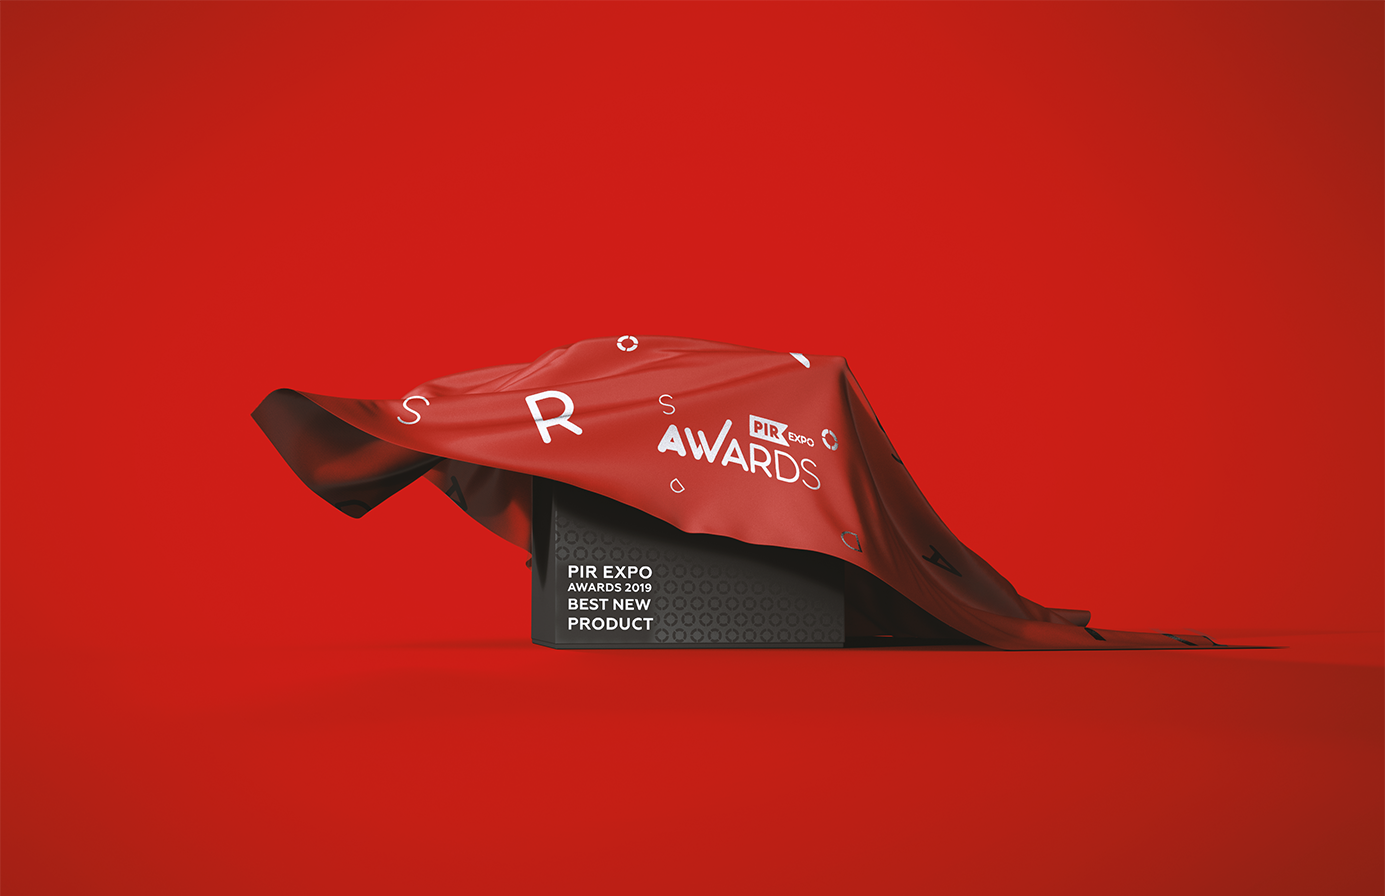 S
R
S
PIR EXPO
AWARDS
A
PIR EXPO
AWARDS 2019
BEST NEW
PRODUCT